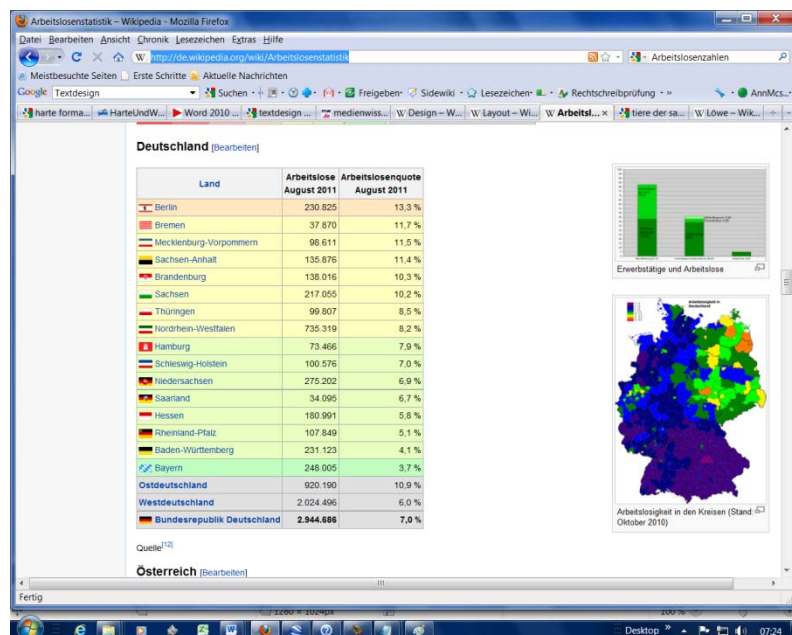 Arbeitslosenstatistik – Wikipedia - Mozilla Firefox
Datei Bearbeiten Ansicht Chronik Lesezeichen Extras Hilfe
http://de.wikipedia.org/wiki/Arbeitslosenstatistik Arbeitslosenzahlen
Meistbesuchte Seiten Erste Schritte Aktuelle Nachrichten
Google Textdesign Suchen Freigeben Sidewiki Lesezeichen Rechtschreibprüfung AnnMcs...
harte forma... HarteUndW... Word 2010 ... textdesign ... medienwiss... Design – W... Layout – Wi... Arbeitsl... tiere der sa... Löwe – Wik...
Deutschland [Bearbeiten]
Land Arbeitslose August 2011 Arbeitslosenquote August 2011
Berlin 230.825 13,3 %
Bremen 37.870 11,7 %
Mecklenburg-Vorpommern 98.611 11,5 %
Sachsen-Anhalt 135.876 11,4 %
Brandenburg 138.016 10,3 %
Sachsen 217.055 10,2 %
Thüringen 99.807 8,5 %
Nordrhein-Westfalen 735.319 8,2 %
Hamburg 73.466 7,9 %
Schleswig-Holstein 100.576 7,0 %
Niedersachsen 275.202 6,9 %
Saarland 34.095 6,7 %
Hessen 180.991 5,8 %
Rheinland-Pfalz 107.849 5,1 %
Baden-Württemberg 231.123 4,1 %
Bayern 248.005 3,7 %
Ostdeutschland 920.190 10,9 %
Westdeutschland 2.024.496 6,0 %
Bundesrepublik Deutschland 2.944.686 7,0 %
Quelle[12]
Österreich [Bearbeiten]
Erwerbstätige und Arbeitslose
Arbeitslosigkeit in Deutschland
Arbeitslosigkeit in den Kreisen (Stand:
Oktober 2010)
Fertig
1280 × 1024px 100 %
Desktop 07:24